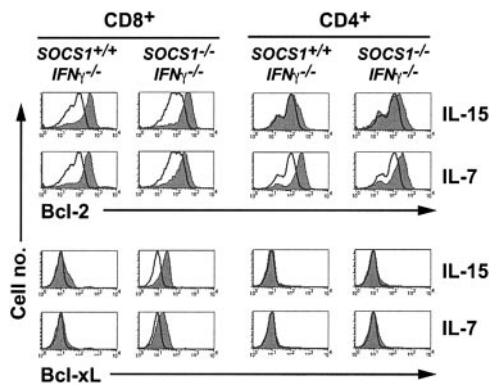 CD8+ CD4+
SOCS1+/+ SOCS1-/- SOCS1+/+ SOCS1-/-
IFNγ-/- IFNγ-/- IFNγ-/- IFNγ-/-
IL-15
IL-7
Bcl-2
Cell no.
IL-15
IL-7
Bcl-xL